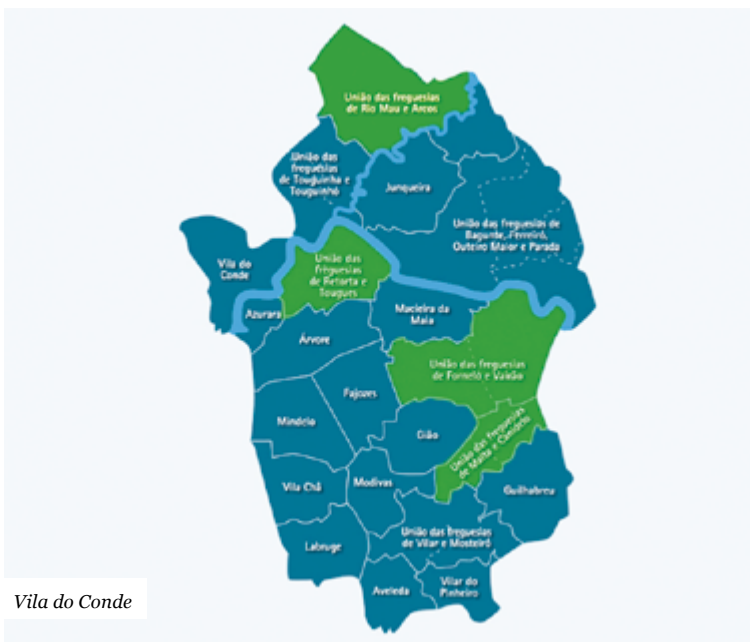 União das freguesias
de Rio Mau e Arcos
União das
freguesias
de Touguinha e
Touguinhó
Junqueira
União das freguesias de
Bagunte, Ferreiró,
Outeiro Maior e Parada
Vila do
Conde
União das
freguesias
de Retorta e
Tougues
Azurara
Macieira da
Maia
Árvore
União das freguesias
de Fornelo e Vairão
Fajozes
Mindelo
Gião
União das freguesias
de Malta e Canidelo
Vila Chã
Modivas
Guilhabreu
Labruge
União das freguesias
de Vilar e Mosteiró
Aveleda
Vilar do
Pinheiro
Vila do Conde